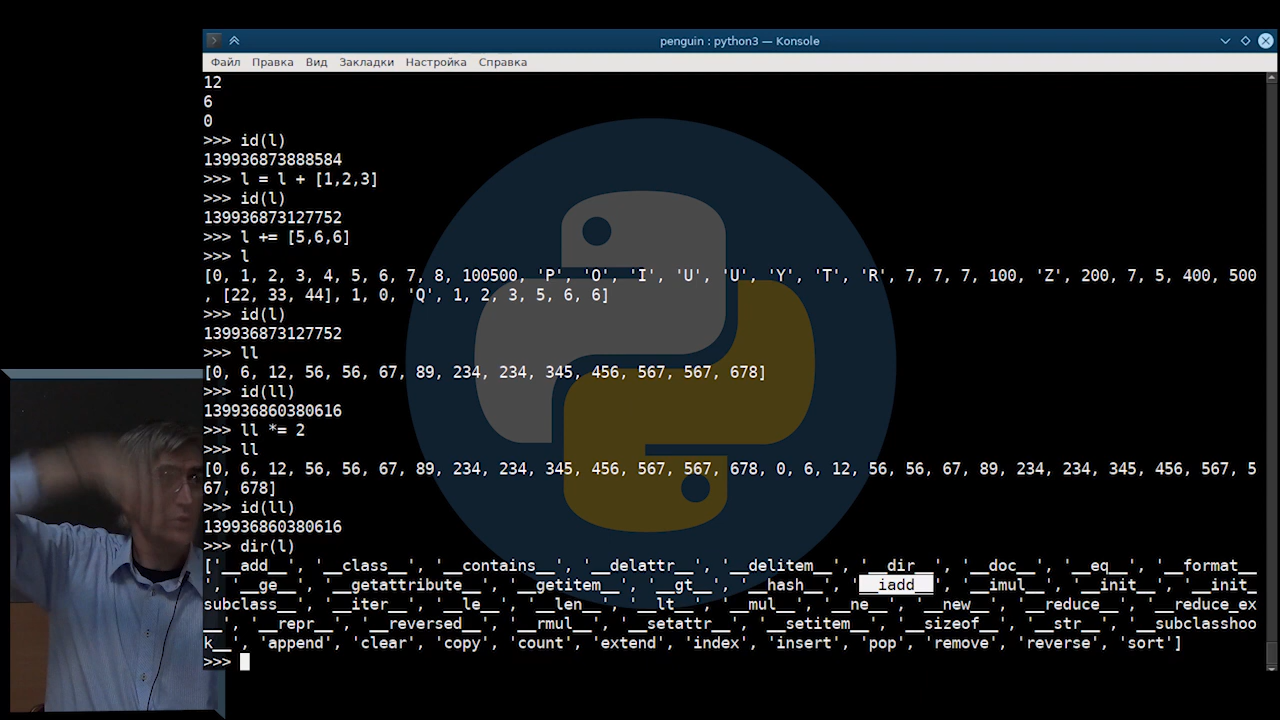 penguin : python3 — Konsole
Файл Правка Вид Закладки Настройка Справка
12
6
0
>>> id(l)
139936873888584
>>> l = l + [1,2,3]
>>> id(l)
139936873127752
>>> l += [5,6,6]
>>> l
[0, 1, 2, 3, 4, 5, 6, 7, 8, 100500, 'P', 'O', 'I', 'U', 'U', 'Y', 'T', 'R', 7, 7, 7, 100, 'Z', 200, 7, 5, 400, 500
, [22, 33, 44], 1, 0, 'Q', 1, 2, 3, 5, 6, 6]
>>> id(l)
139936873127752
>>> ll
[0, 6, 12, 56, 56, 67, 89, 234, 234, 345, 456, 567, 567, 678]
>>> id(ll)
139936860380616
>>> ll *= 2
>>> ll
[0, 6, 12, 56, 56, 67, 89, 234, 234, 345, 456, 567, 567, 678, 0, 6, 12, 56, 56, 67, 89, 234, 234, 345, 456, 567, 5
67, 678]
>>> id(ll)
139936860380616
>>> dir(l)
['__add__', '__class__', '__contains__', '__delattr__', '__delitem__', '__dir__', '__doc__', '__eq__', '__format__
', '__ge__', '__getattribute__', '__getitem__', '__gt__', '__hash__', '__iadd__', '__imul__', '__init__', '__init_
subclass__', '__iter__', '__le__', '__len__', '__lt__', '__mul__', '__ne__', '__new__', '__reduce__', '__reduce_ex
__', '__repr__', '__reversed__', '__rmul__', '__setattr__', '__setitem__', '__sizeof__', '__str__', '__subclasshoo
k__', 'append', 'clear', 'copy', 'count', 'extend', 'index', 'insert', 'pop', 'remove', 'reverse', 'sort']
>>>